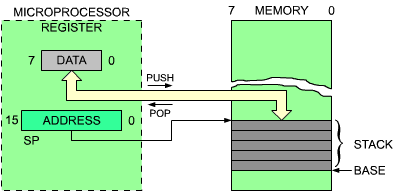 MICROPROCESSOR
REGISTER
7 DATA 0
15 ADDRESS 0
SP
PUSH
POP
7 MEMORY 0
STACK
BASE